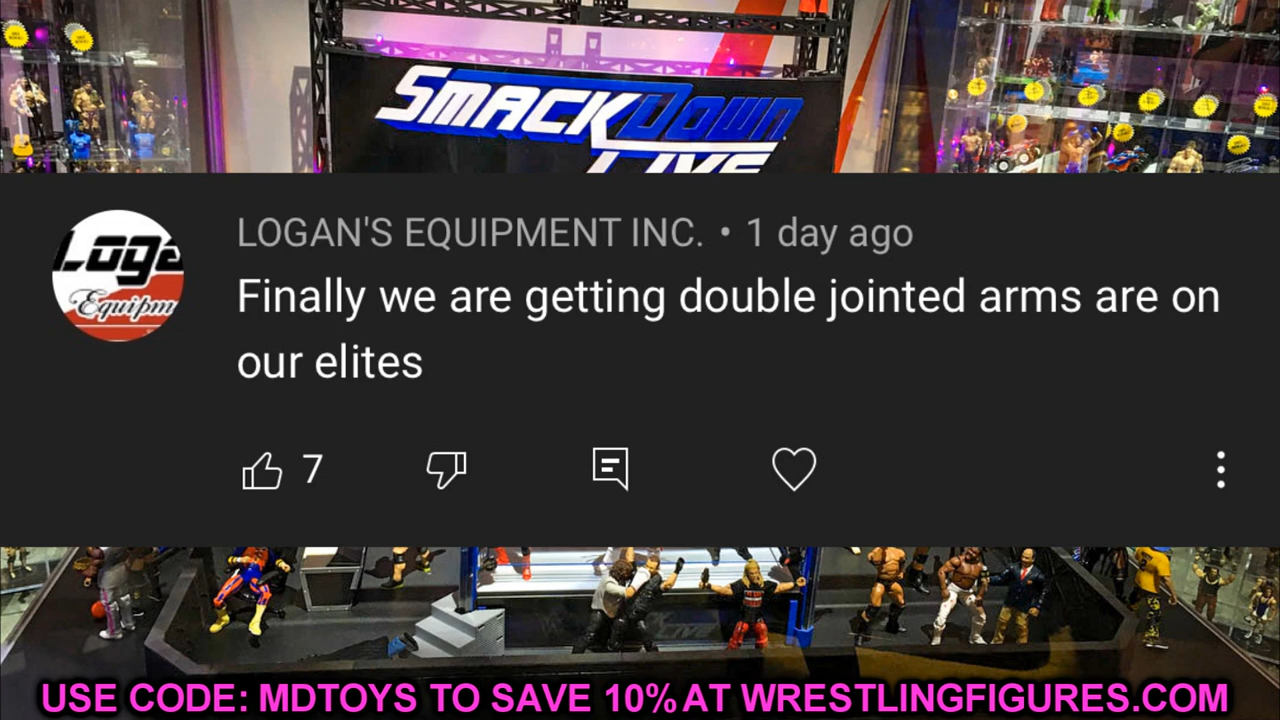 SMACKDOWN
LIVE
LOGAN'S EQUIPMENT INC. • 1 day ago
Finally we are getting double jointed arms are on
our elites
7
USE CODE: MDTOYS TO SAVE 10% AT WRESTLINGFIGURES.COM